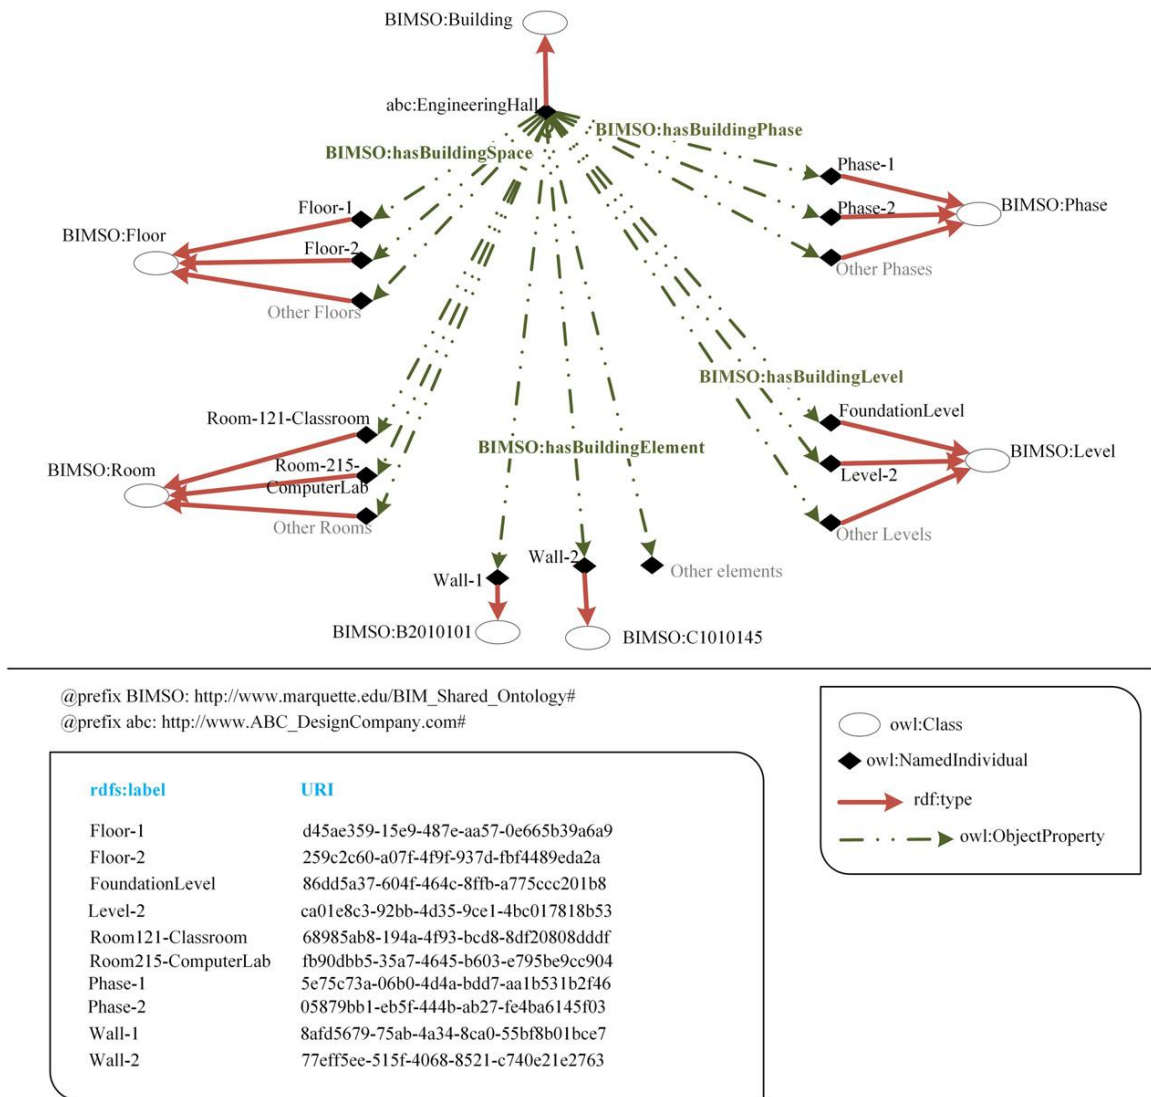 BIMSO:Building
abc:EngineeringHall
BIMSO:hasBuildingPhase
BIMSO:hasBuildingSpace
Phase-1
Floor-1
Phase-2
BIMSO:Phase
BIMSO:Floor
Floor-2
Other Phases
Other Floors
BIMSO:hasBuildingLevel
Room-121-Classroom
FoundationLevel
BIMSO:hasBuildingElement
BIMSO:Level
BIMSO:Room
Room-215-
ComputerLab
Level-2
Other Rooms
Other Levels
Wall-2
Wall-1
Other elements
BIMSO:B2010101
BIMSO:C1010145
@prefix BIMSO: http://www.marquette.edu/BIM_Shared_Ontology#
@prefix abc: http://www.ABC_DesignCompany.com#
owl:Class
owl:NamedIndividual
rdf:type
owl:ObjectProperty
rdfs:label URI
Floor-1 d45ae359-15e9-487e-aa57-0e665b39a6a9
Floor-2 259c2c60-a07f-4f9f-937d-fbf4489eda2a
FoundationLevel 86dd5a37-604f-464c-8ffb-a775ccc201b8
Level-2 ca01e8c3-92bb-4d35-9ce1-4bc017818b53
Room121-Classroom 68985ab8-194a-4f93-bcd8-8df20808dddf
Room215-ComputerLab fb90dbb5-35a7-4645-b603-e795be9cc904
Phase-1 5e75c73a-06b0-4d4a-bdd7-aa1b531b2f46
Phase-2 05879bb1-eb5f-444b-ab27-fe4ba6145f03
Wall-1 8afd5679-75ab-4a34-8ca0-55bf8b01bce7
Wall-2 77eff5ee-515f-4068-8521-c740e21e2763